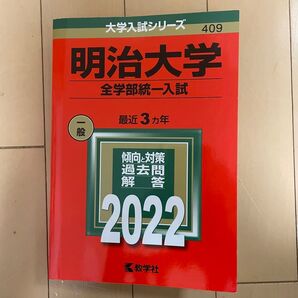 大学入試シリーズ
409
明治大学
全学部統一入試
一般
最近3カ年
傾向と対策
過去問
解答
2022
教学社